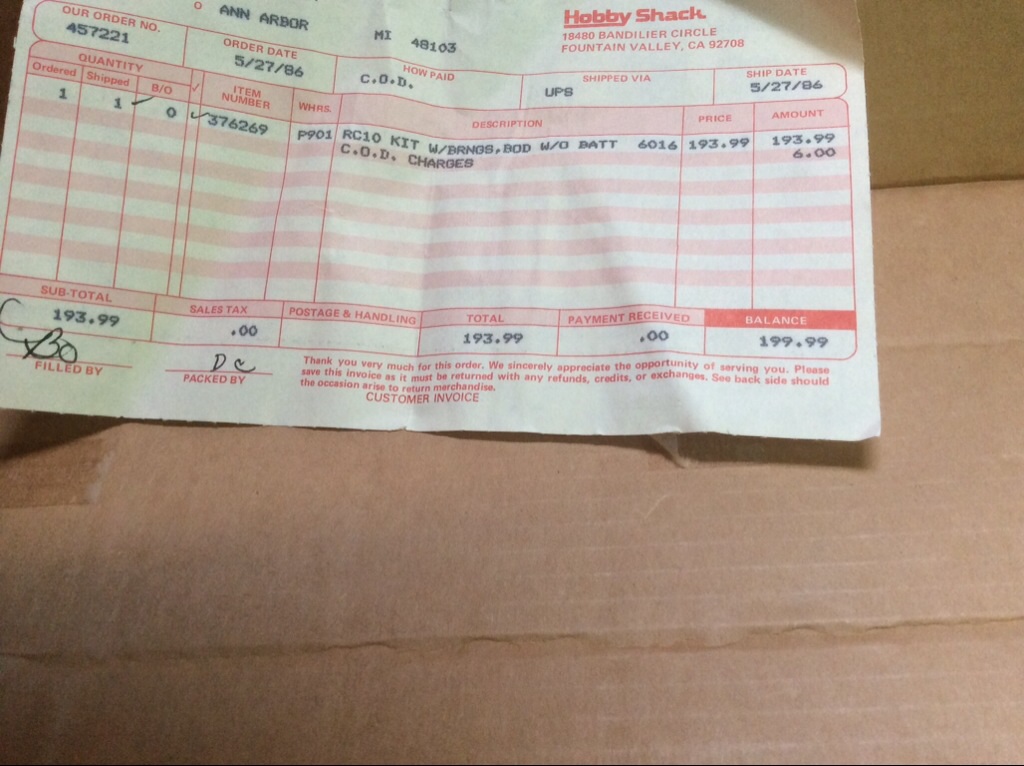 O ANN ARBOR MI 48103
Hobby Shack
18480 BANDILIER CIRCLE
FOUNTAIN VALLEY, CA 92708
OUR ORDER NO.
457221
ORDER DATE
5/27/86
HOW PAID
C.O.D.
SHIPPED VIA
UPS
SHIP DATE
5/27/86
QUANTITY
Ordered Shipped B/O ✓ ITEM NUMBER WHRS. DESCRIPTION PRICE AMOUNT
1 1 0 376269 P901 RC10 KIT W/BRNGS,BOD W/O BATT 6016 193.99 193.99
C.O.D. CHARGES 6.00
SUB-TOTAL
193.99
SALES TAX
.00
POSTAGE & HANDLING
TOTAL
193.99
PAYMENT RECEIVED
.00
BALANCE
199.99
FILLED BY
PACKED BY
Thank you very much for this order. We sincerely appreciate the opportunity of serving you. Please
save this invoice as it must be returned with any refunds, credits, or exchanges. See back side should
the occasion arise to return merchandise.
CUSTOMER INVOICE